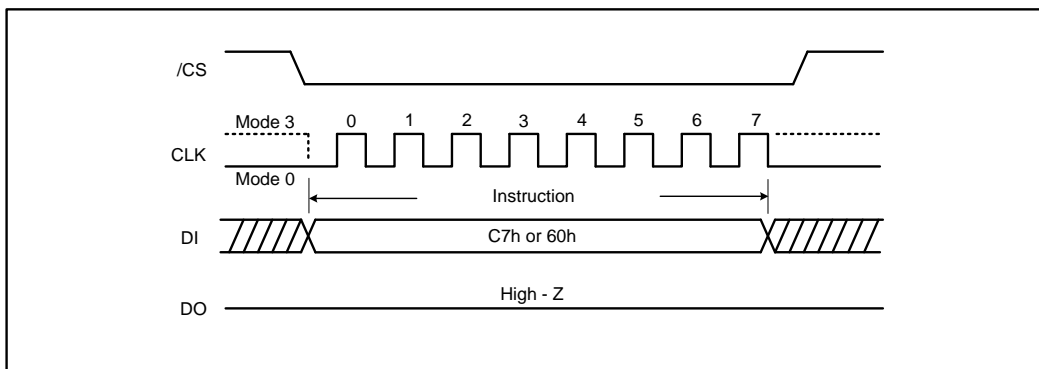 /CS
Mode 3
0 1 2 3 4 5 6 7
CLK
Mode 0
Instruction
DI
C7h or 60h
High - Z
DO